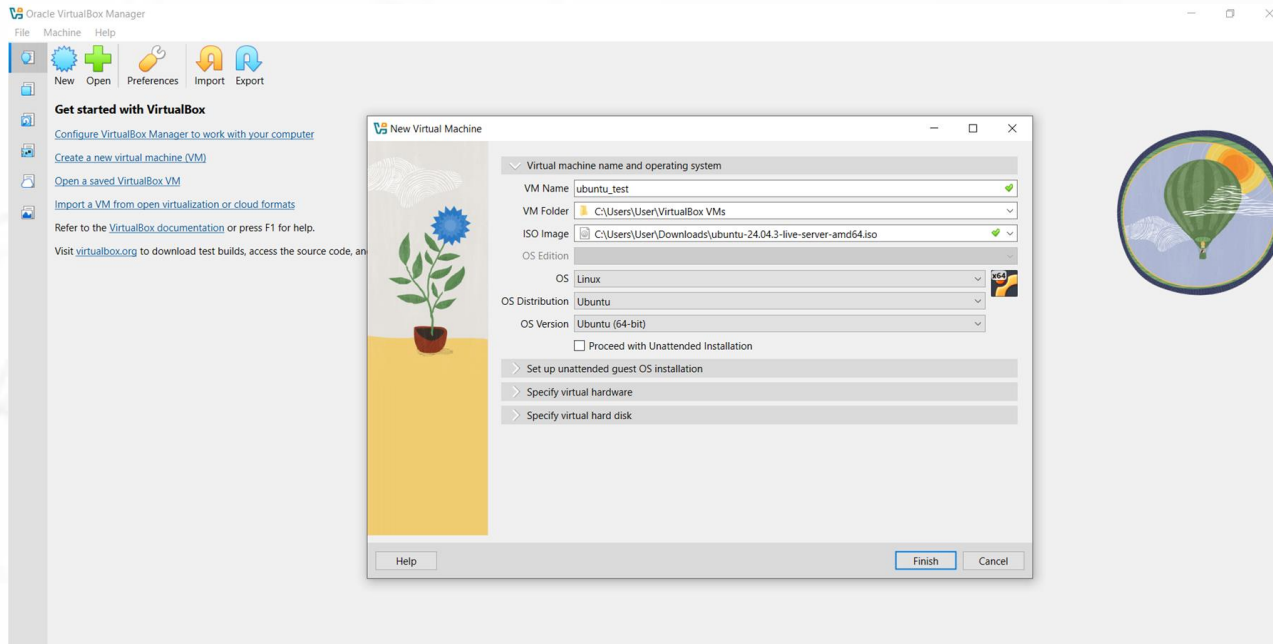 Oracle VirtualBox Manager
File Machine Help
New Open Preferences Import Export
Get started with VirtualBox
Configure VirtualBox Manager to work with your computer
Create a new virtual machine (VM)
Open a saved VirtualBox VM
Import a VM from open virtualization or cloud formats
Refer to the VirtualBox documentation or press F1 for help.
Visit virtualbox.org to download test builds, access the source code,
New Virtual Machine
Virtual machine name and operating system
VM Name ubuntu_test
VM Folder C:\Users\User\VirtualBox VMs
ISO Image C:\Users\User\Downloads\ubuntu-24.04.3-live-server-amd64.iso
OS Edition
OS Linux
x64
OS Distribution Ubuntu
OS Version Ubuntu (64-bit)
Proceed with Unattended Installation
Set up unattended guest OS installation
Specify virtual hardware
Specify virtual hard disk
Help Finish Cancel